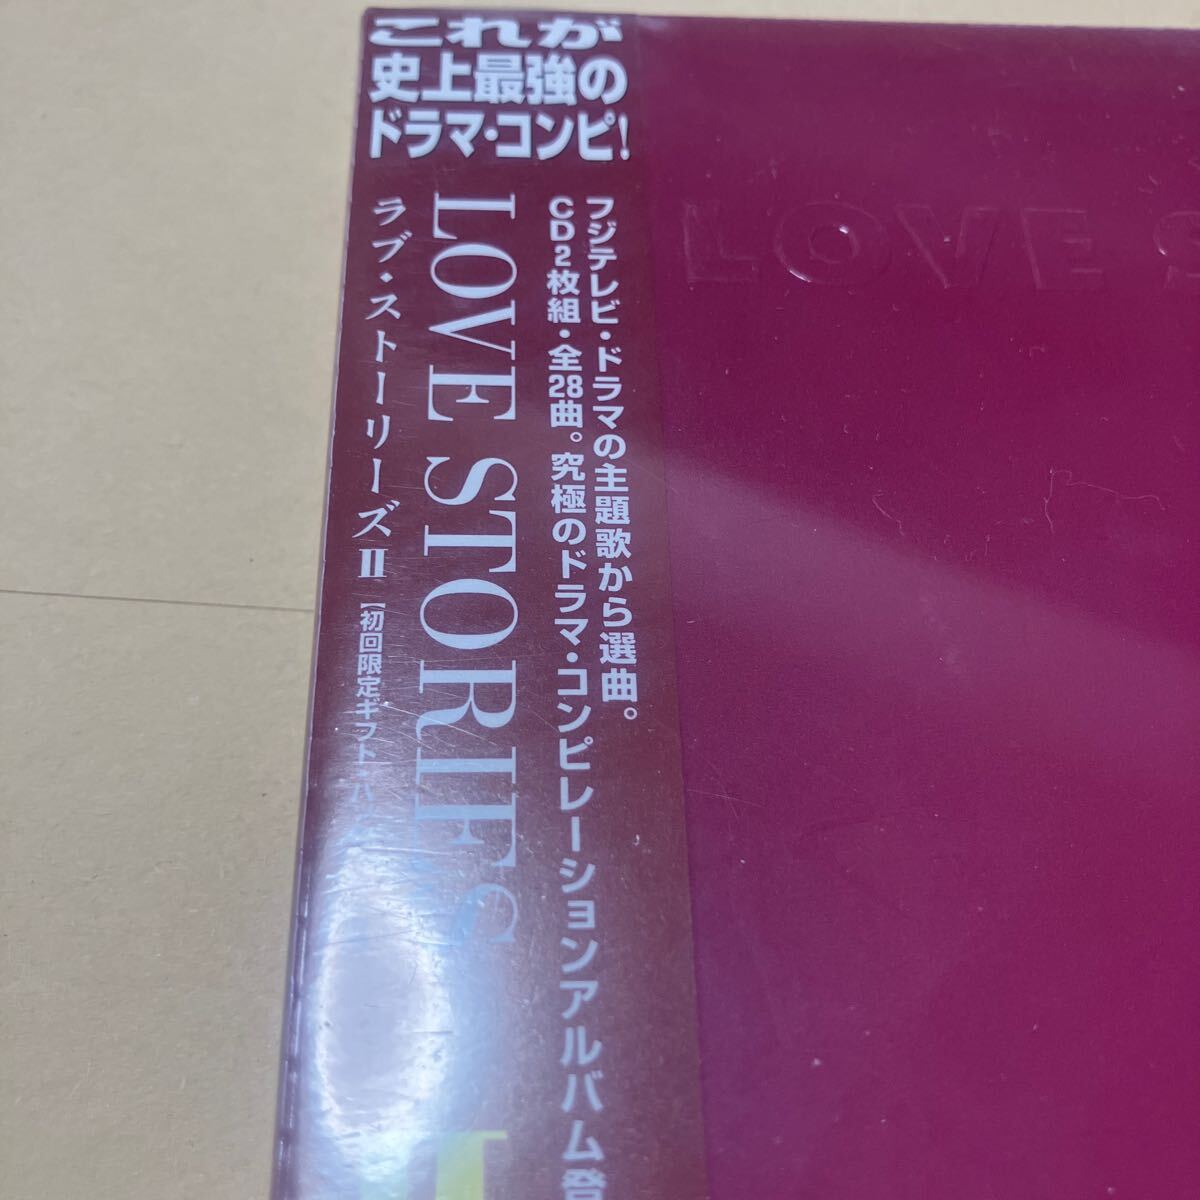 これが
史上最強の
ドラマ・コンピ!
フジテレビ・ドラマの主題歌から選曲。
CD2枚組・全28曲。究極のドラマ・コンピレーションアルバム登
LOVE STORIES
ラブ・ストーリーズII
【初回限定ギフト・パ
LOVE S